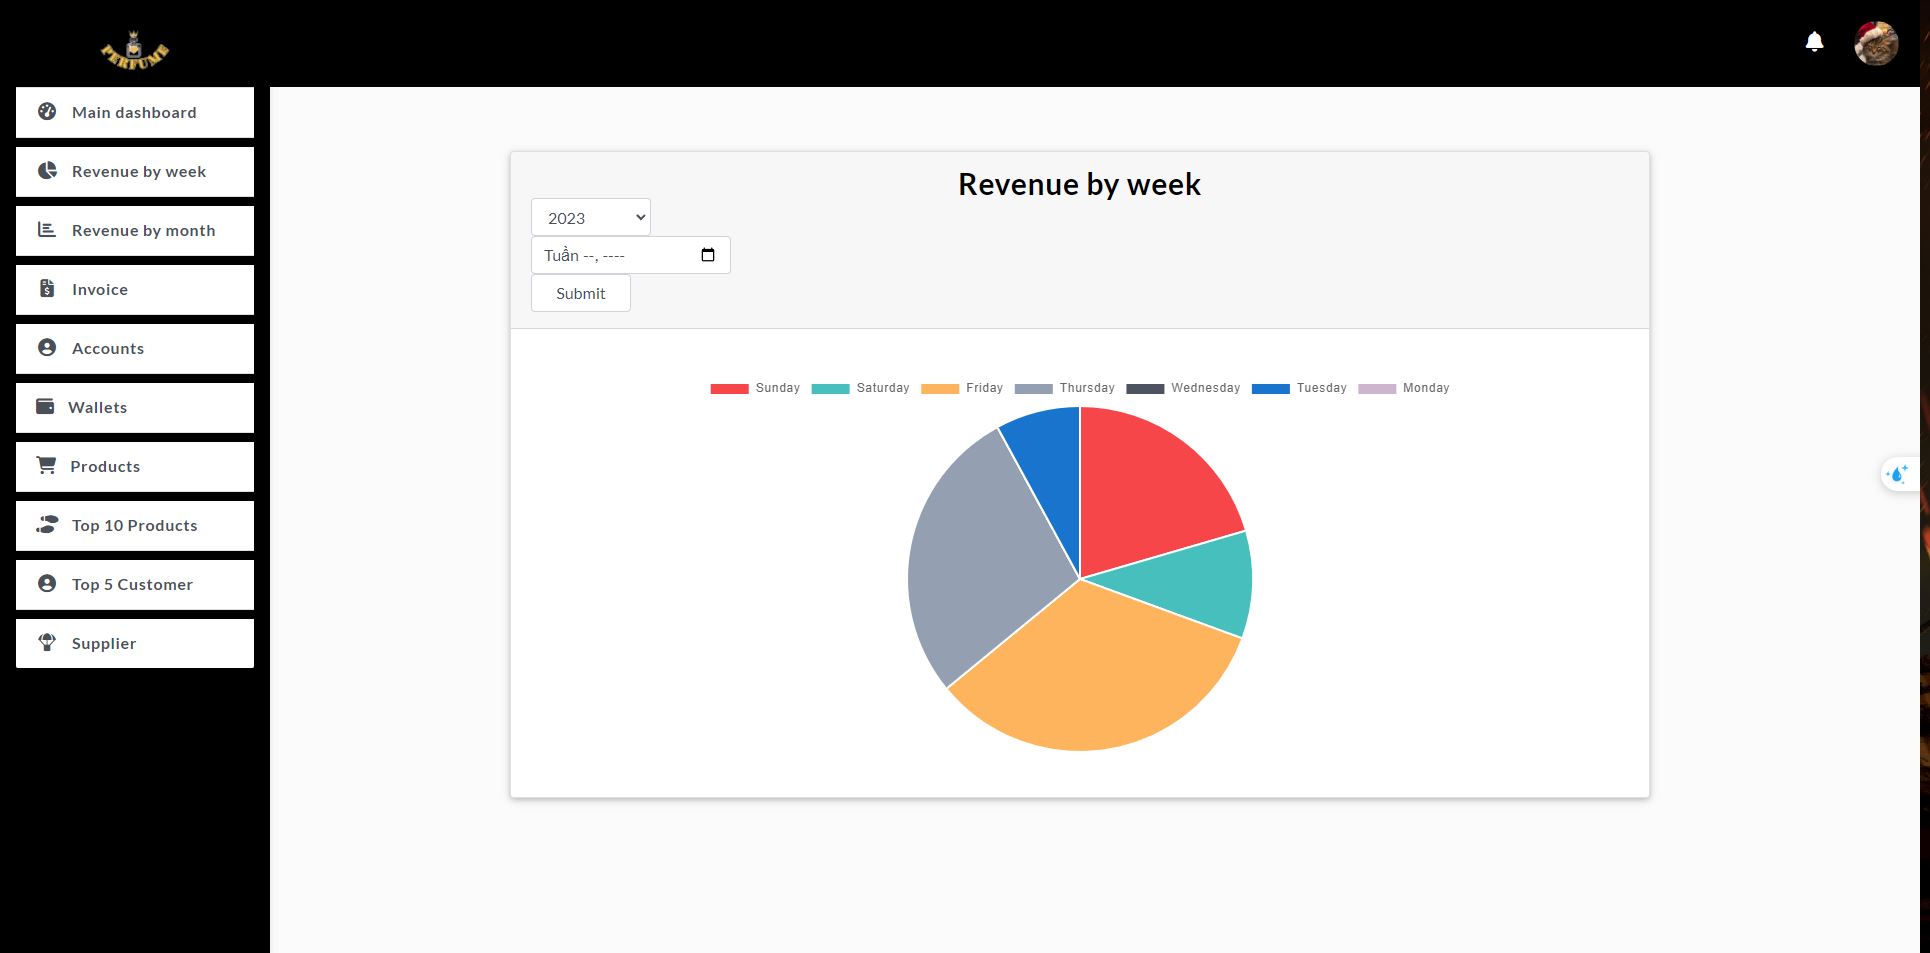 PERFUME
Main dashboard
Revenue by week
Revenue by month
Invoice
Accounts
Wallets
Products
Top 10 Products
Top 5 Customer
Supplier
Revenue by week
2023
Tuần --, ----
Submit
Sunday Saturday Friday Thursday Wednesday Tuesday Monday